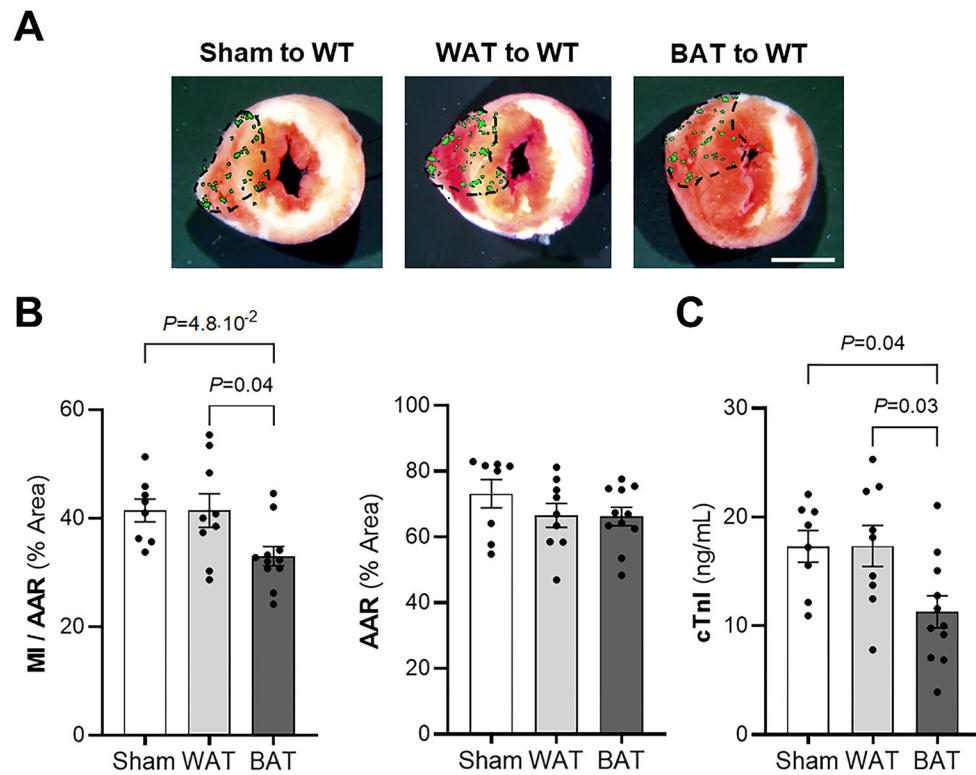 A
Sham to WT
WAT to WT
BAT to WT
B
P=4.8·10⁻²
P=0.04
60
40
20
0
MI / AAR (% Area)
Sham WAT BAT
100
80
60
40
20
0
AAR (% Area)
Sham WAT BAT
C
P=0.04
P=0.03
30
20
10
0
cTnI (ng/mL)
Sham WAT BAT